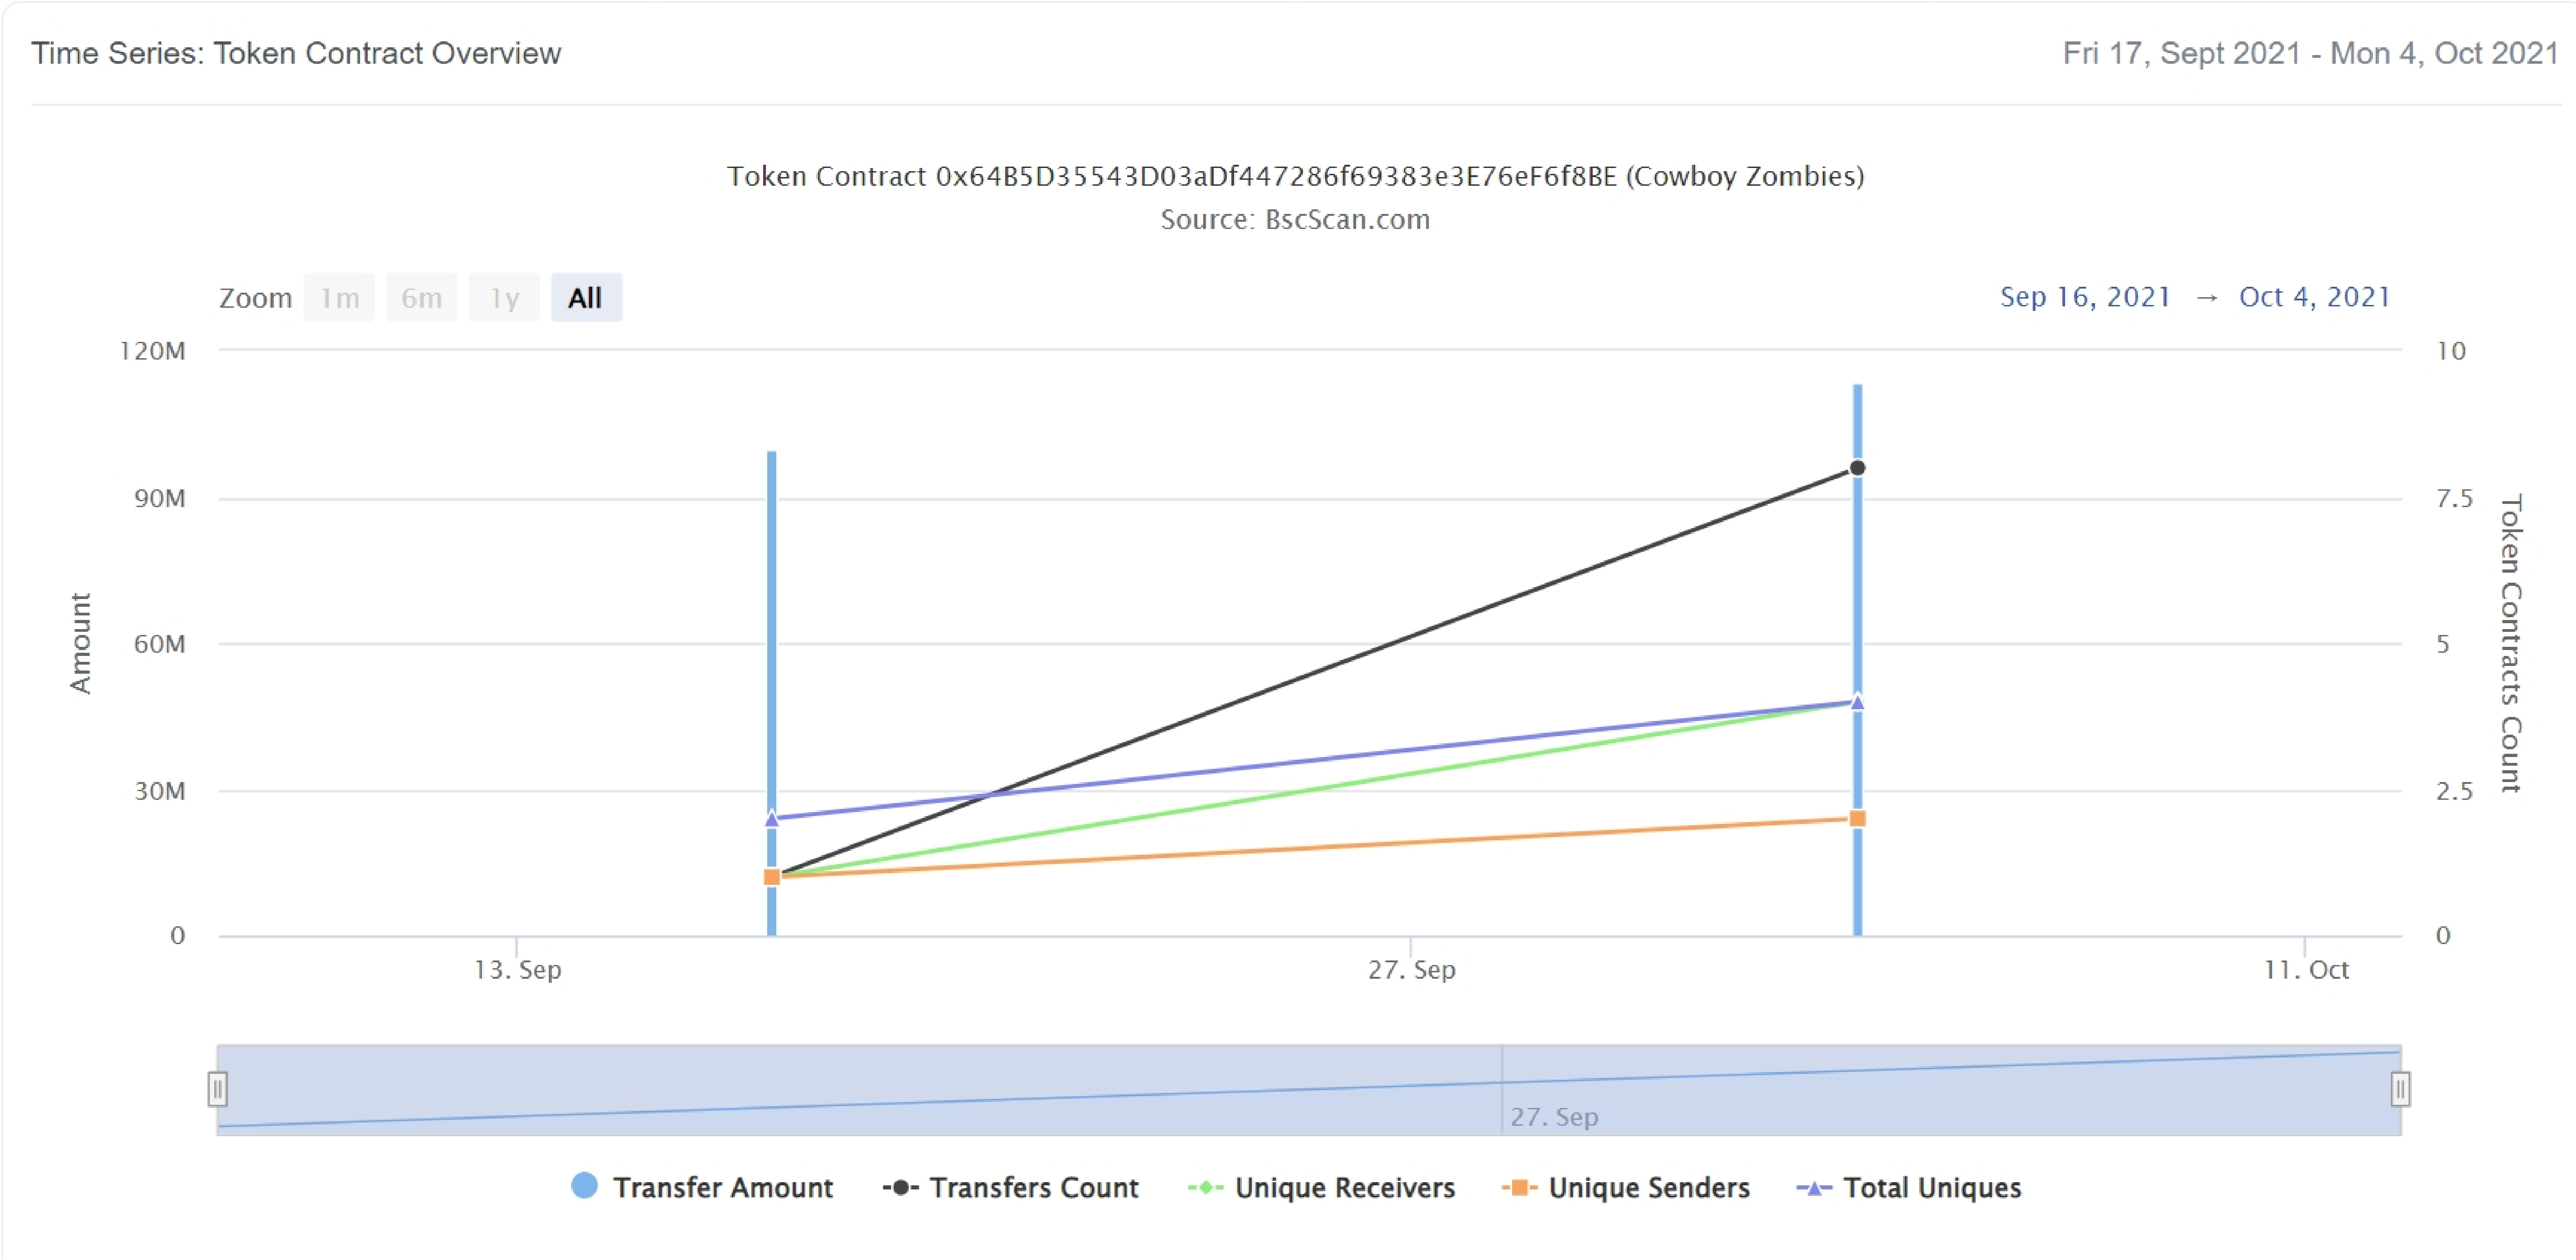 Time Series: Token Contract Overview
Fri 17, Sept 2021 - Mon 4, Oct 2021
Token Contract 0x64B5D35543D03aDf447286f69383e3E76eF6f8BE (Cowboy Zombies)
Source: BscScan.com
Zoom 1m 6m 1y All
Sep 16, 2021 → Oct 4, 2021
120M
90M
60M
30M
0
Amount
10
7.5
5
2.5
0
Token Contracts Count
13. Sep
27. Sep
11. Oct
27. Sep
Transfer Amount
Transfers Count
Unique Receivers
Unique Senders
Total Uniques